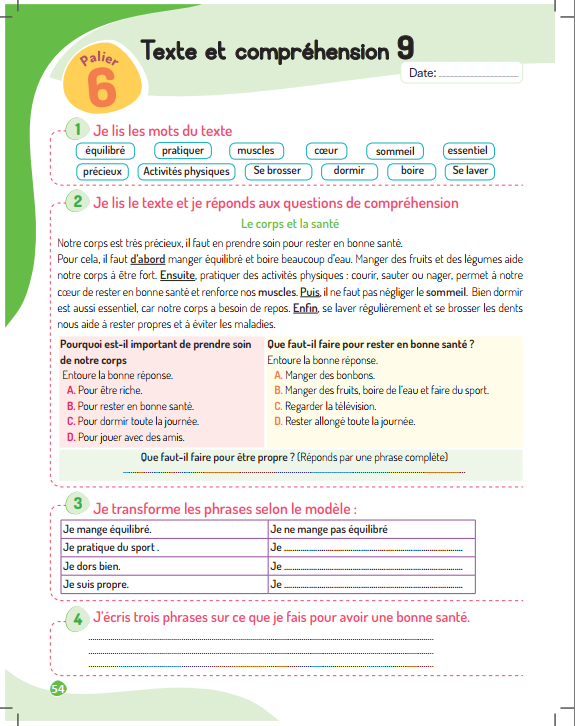 Texte et compréhension 9
Palier
6
Date: ..............................
1 Je lis les mots du texte
équilibré pratiquer muscles cœur sommeil essentiel
précieux Activités physiques Se brosser dormir boire Se laver
2 Je lis le texte et je réponds aux questions de compréhension
Le corps et la santé
Notre corps est très précieux, il faut en prendre soin pour rester en bonne santé.
Pour cela, il faut d'abord manger équilibré et boire beaucoup d'eau. Manger des fruits et des légumes aide
notre corps à être fort. Ensuite, pratiquer des activités physiques : courir, sauter ou nager, permet à notre
cœur de rester en bonne santé et renforce nos muscles. Puis, il ne faut pas négliger le sommeil. Bien dormir
est aussi essentiel, car notre corps a besoin de repos. Enfin, se laver régulièrement et se brosser les dents
nous aide à rester propres et à éviter les maladies.
Pourquoi est-il important de prendre soin
de notre corps
Entoure la bonne réponse.
A. Pour être riche.
B. Pour rester en bonne santé.
C. Pour dormir toute la journée.
D. Pour jouer avec des amis.
Que faut-il faire pour rester en bonne santé ?
Entoure la bonne réponse.
A. Manger des bonbons.
B. Manger des fruits, boire de l'eau et faire du sport.
C. Regarder la télévision.
D. Rester allongé toute la journée.
Que faut-il faire pour être propre ? (Réponds par une phrase complète)
3 Je transforme les phrases selon le modèle :
Je mange équilibré. Je ne mange pas équilibré
Je pratique du sport . Je ..............................
Je dors bien. Je ..............................
Je suis propre. Je ..............................
4 J'écris trois phrases sur ce que je fais pour avoir une bonne santé.
54